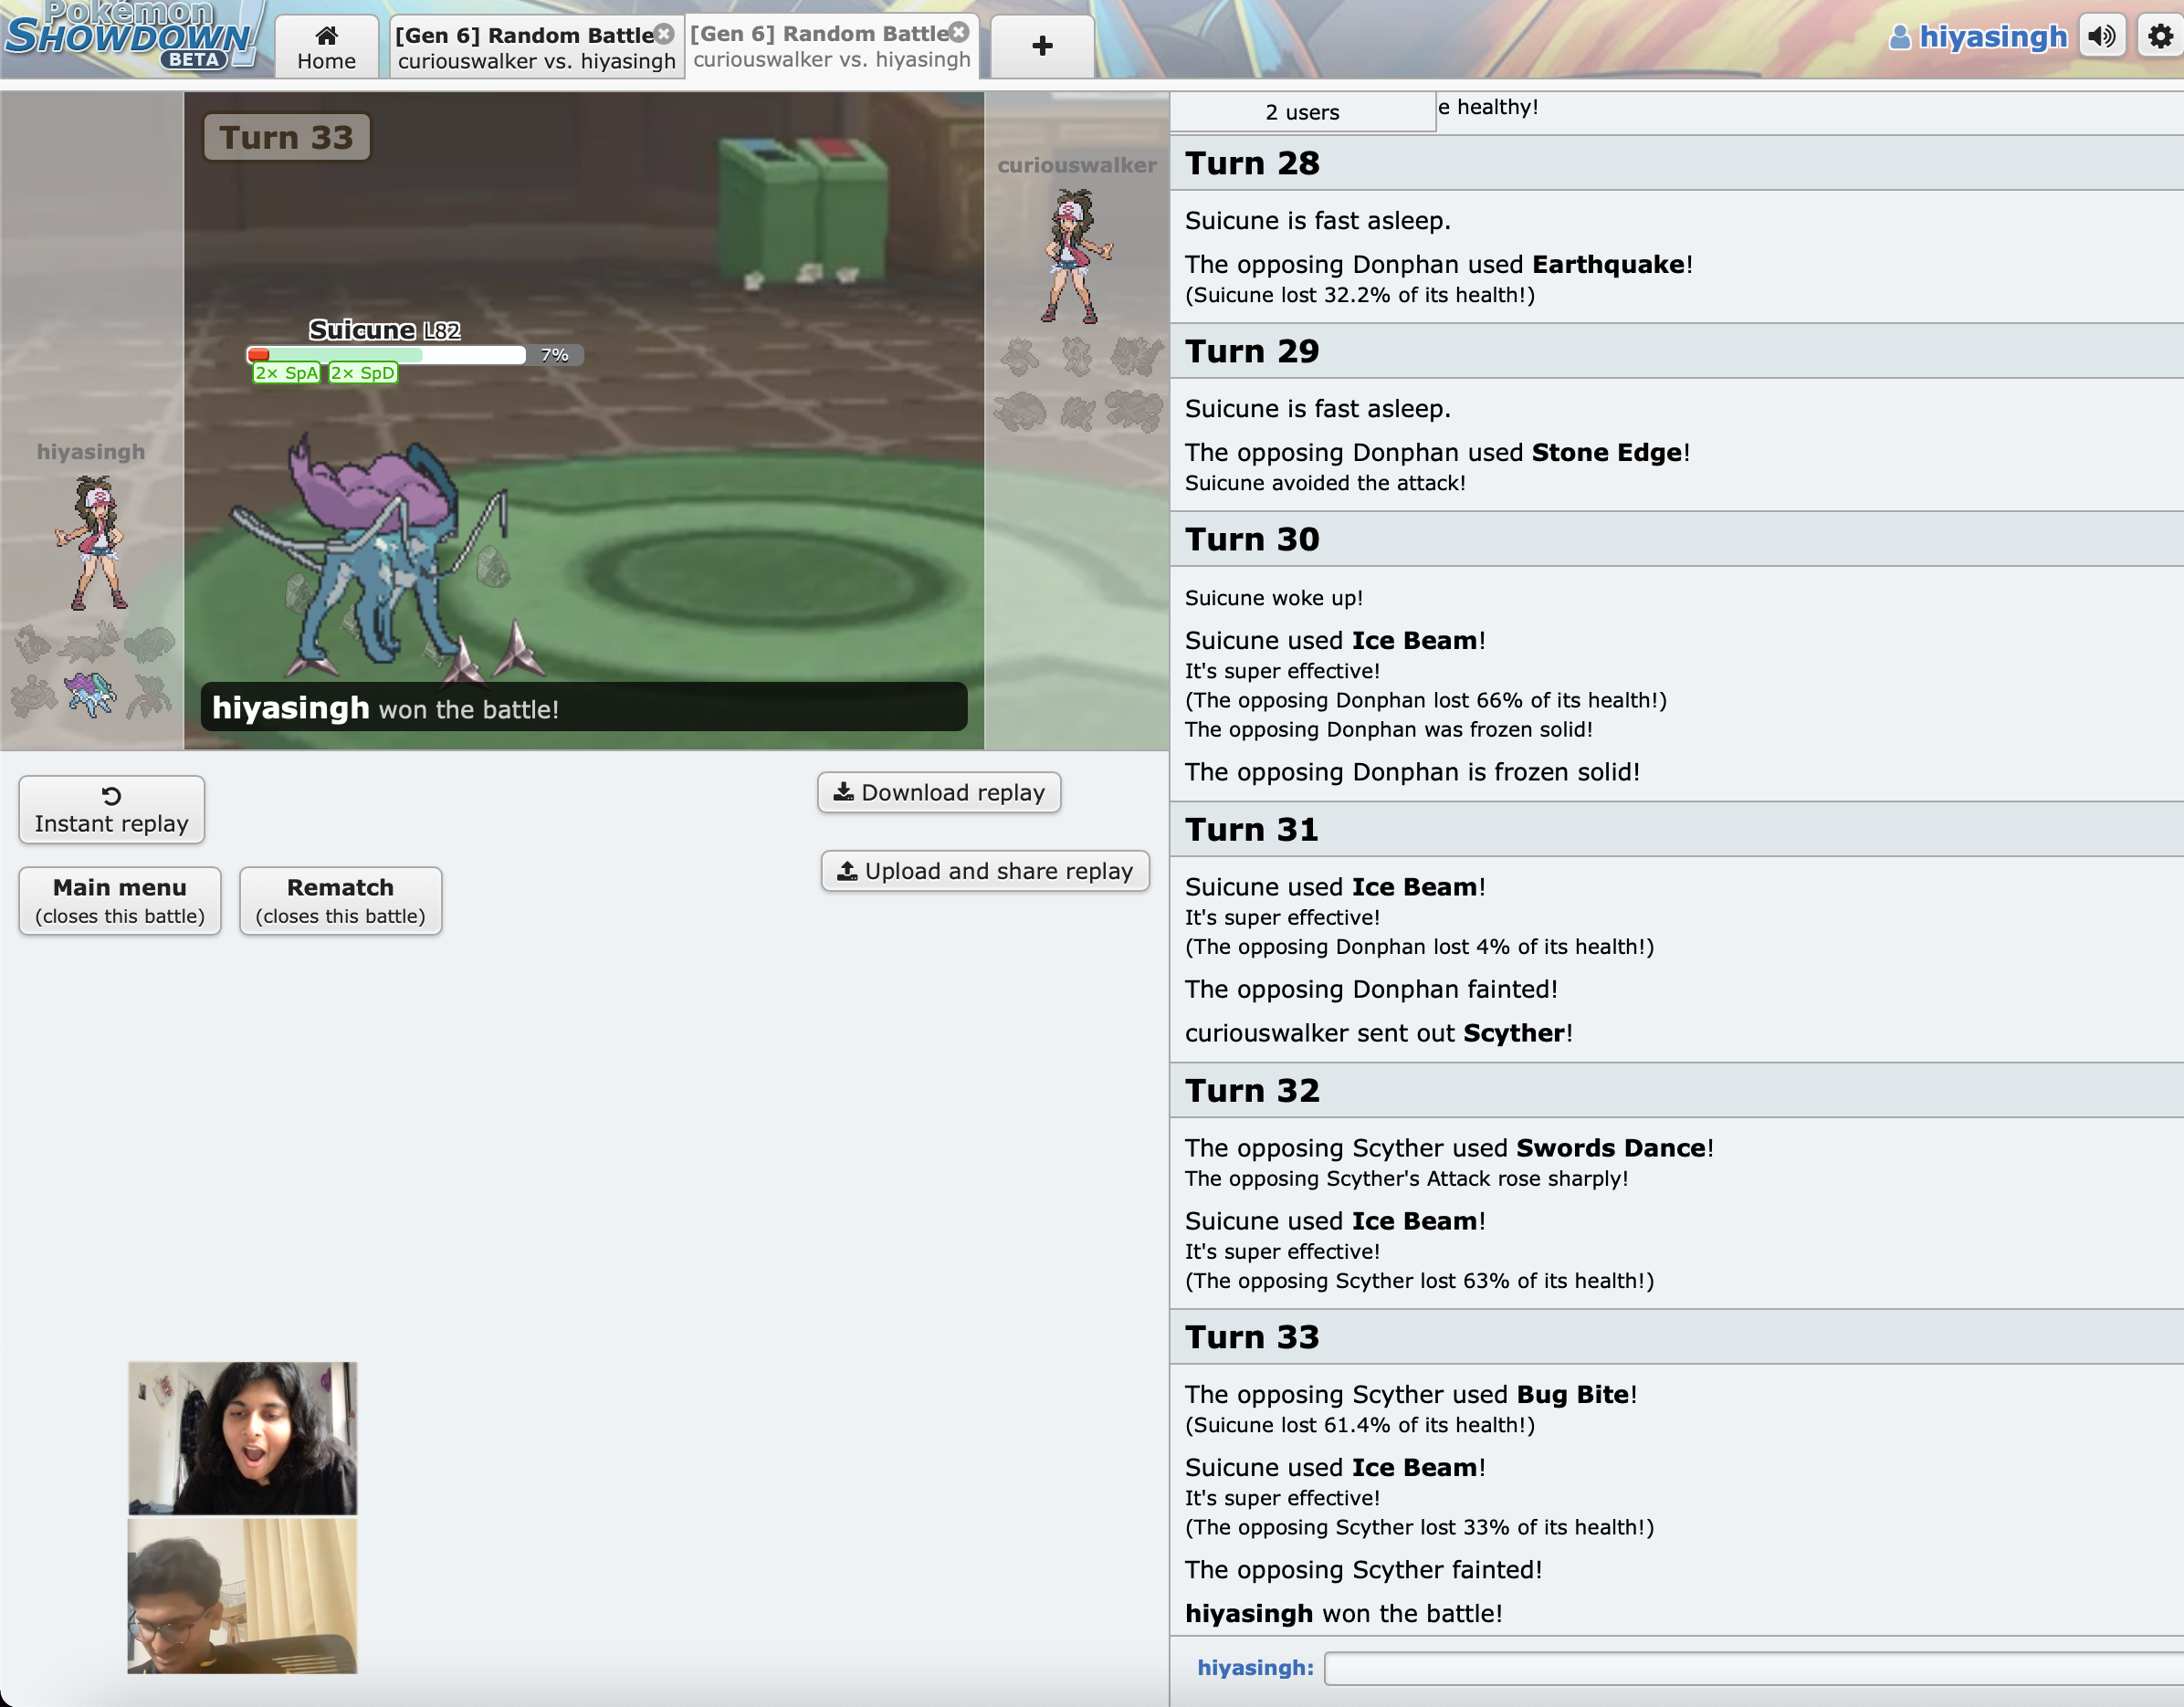 Pokémon
SHOWDOWN!
BETA
Home
[Gen 6] Random Battle
curiouswalker vs. hiyasingh
[Gen 6] Random Battle
curiouswalker vs. hiyasingh
hiyasingh
Turn 33
curiouswalker
Suicune L82
7%
2× SpA 2× SpD
hiyasingh
hiyasingh won the battle!
Instant replay
Download replay
Upload and share replay
Main menu
(closes this battle)
Rematch
(closes this battle)
2 users
e healthy!
Turn 28
Suicune is fast asleep.
The opposing Donphan used Earthquake!
(Suicune lost 32.2% of its health!)
Turn 29
Suicune is fast asleep.
The opposing Donphan used Stone Edge!
Suicune avoided the attack!
Turn 30
Suicune woke up!
Suicune used Ice Beam!
It's super effective!
(The opposing Donphan lost 66% of its health!)
The opposing Donphan was frozen solid!
The opposing Donphan is frozen solid!
Turn 31
Suicune used Ice Beam!
It's super effective!
(The opposing Donphan lost 4% of its health!)
The opposing Donphan fainted!
curiouswalker sent out Scyther!
Turn 32
The opposing Scyther used Swords Dance!
The opposing Scyther's Attack rose sharply!
Suicune used Ice Beam!
It's super effective!
(The opposing Scyther lost 63% of its health!)
Turn 33
The opposing Scyther used Bug Bite!
(Suicune lost 61.4% of its health!)
Suicune used Ice Beam!
It's super effective!
(The opposing Scyther lost 33% of its health!)
The opposing Scyther fainted!
hiyasingh won the battle!
hiyasingh: